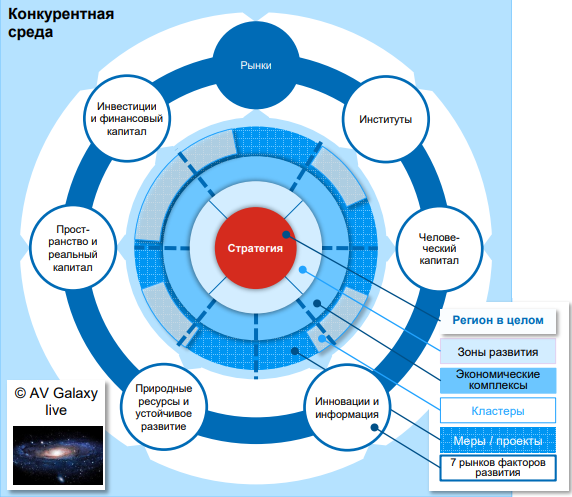 Конкурентная
среда
Рынки
Инвестиции
и финансовый
капитал
Институты
Прост-
ранство и
реальный
капитал
Стратегия
Челове-
ческий
капитал
Природные
ресурсы и
устойчивое
развитие
Инновации и
информация
Регион в целом
Зоны развития
Экономические
комплексы
Кластеры
Меры / проекты
7 рынков факторов
развития
© AV Galaxy
live